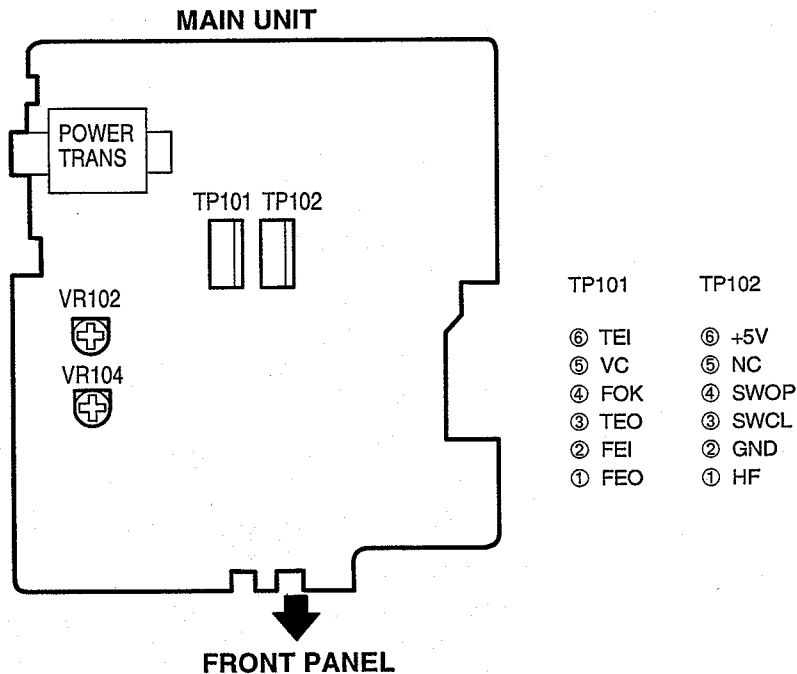 MAIN UNIT
POWER
TRANS
TP101 TP102
VR102
VR104
TP101 TP102
⑥ TEI ⑥ +5V
⑤ VC ⑤ NC
④ FOK ④ SWOP
③ TEO ③ SWCL
② FEI ② GND
① FEO ① HF
FRONT PANEL